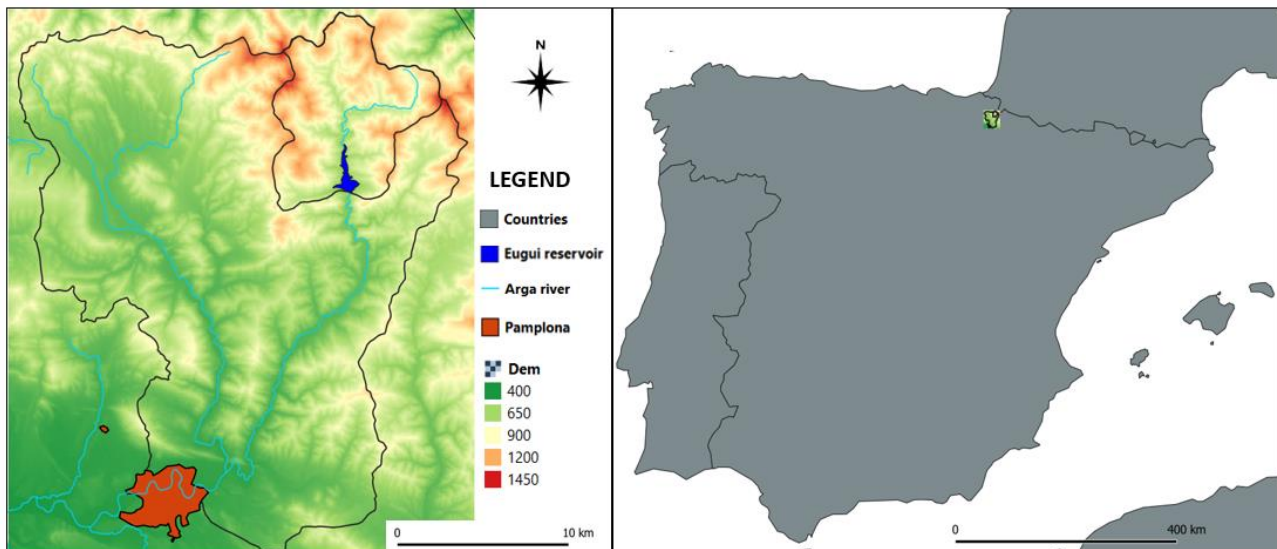 N
LEGEND
Countries
Eugui reservoir
Arga river
Pamplona
Dem
400
650
900
1200
1450
0 10 km
0 400 km